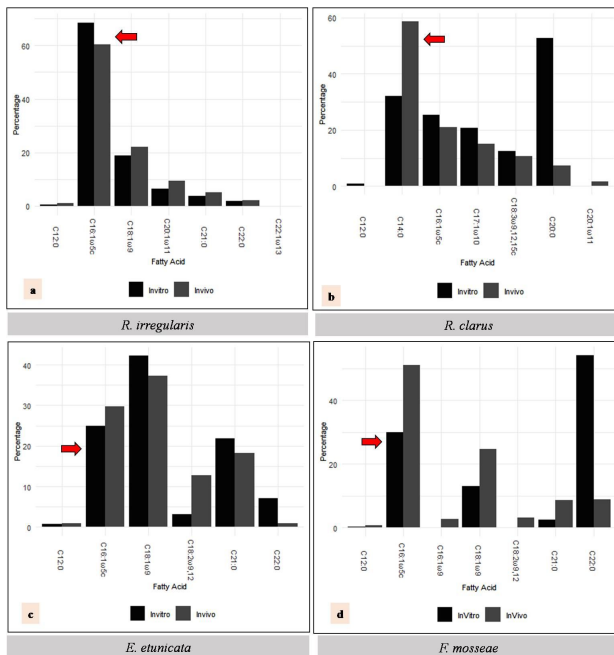 Percentage
60
40
20
0
C12:0
C16:1ω5c
C18:1ω9
C20:1ω11
C21:0
C22:0
C22:1ω13
Fatty Acid
a
Invitro Invivo
R. irregularis
Percentage
60
40
20
0
C12:0
C14:0
C16:1ω5c
C17:1ω10
C18:3ω9,12,15c
C20:0
C20:1ω11
Fatty Acid
b
Invitro Invivo
R. clarus
Percentage
40
30
20
10
0
C12:0
C16:1ω5c
C18:1ω9
C18:2ω9,12
C21:0
C22:0
Fatty Acid
c
Invitro Invivo
E. etunicata
Percentage
40
20
0
C12:0
C16:1ω5c
C16:1ω9
C18:1ω9
C18:2ω9,12
C21:0
C22:0
Fatty Acid
d
InVitro InVivo
F. mosseae